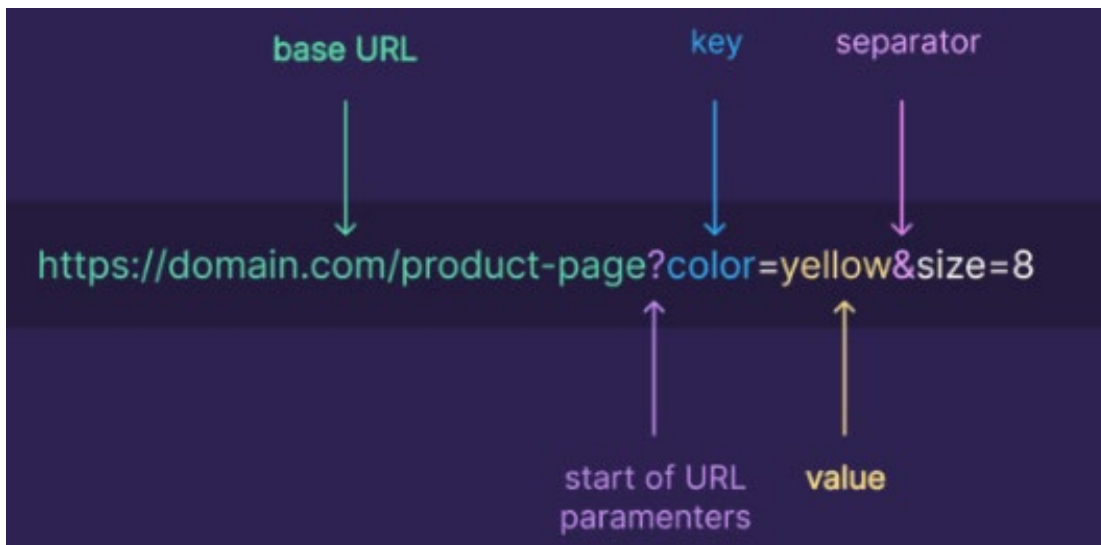 base URL
key
separator
https://domain.com/product-page?color=yellow&size=8
start of URL
paramenters
value